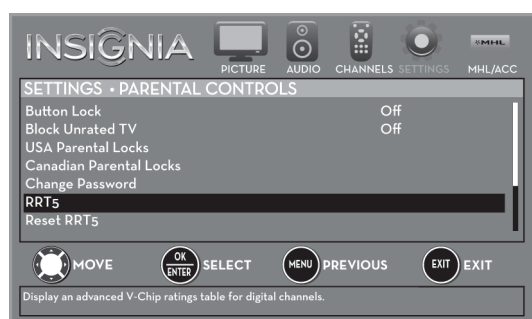 INSIGNIA
PICTURE AUDIO CHANNELS SETTINGS MHL MHL/ACC
SETTINGS • PARENTAL CONTROLS
Button Lock Off
Block Unrated TV Off
USA Parental Locks
Canadian Parental Locks
Change Password
RRT5
Reset RRT5
MOVE OK ENTER SELECT MENU PREVIOUS EXIT EXIT
Display an advanced V-Chip ratings table for digital channels.